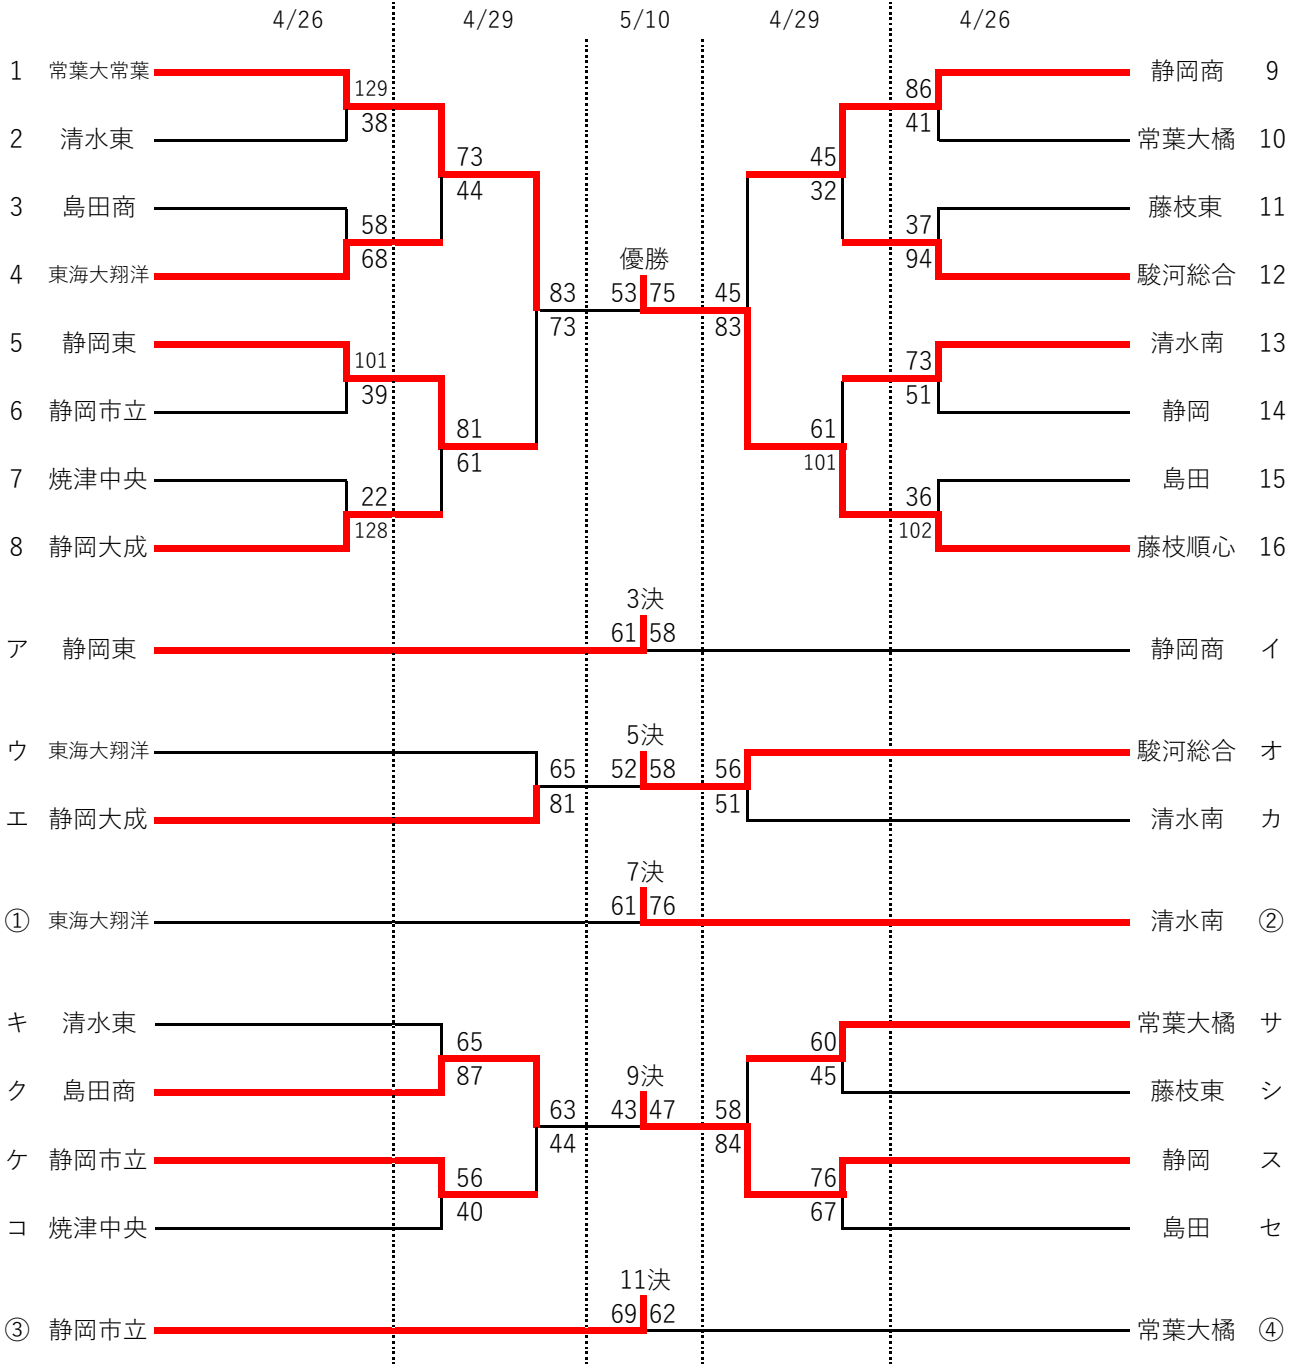 4/26 4/29 5/10 4/29 4/26
1 常葉大常葉 静岡商 9
129 86
38 41
2 清水東 常葉大橘 10
73 45
44 32
3 島田商 藤枝東 11
58 37
68 94
4 東海大翔洋 優勝 駿河総合 12
83 53 75 45
73 83
5 静岡東 清水南 13
101 73
39 51
6 静岡市立 静岡 14
81 61
61 101
7 焼津中央 島田 15
22 36
128 102
8 静岡大成 藤枝順心 16
3決
61 58
ア 静岡東 静岡商 イ
5決
ウ 東海大翔洋 駿河総合 オ
65 52 58 56
81 51
エ 静岡大成 清水南 カ
7決
61 76
① 東海大翔洋 清水南 ②
キ 清水東 常葉大橘 サ
65 60
87 45
9決
ク 島田商 藤枝東 シ
63 43 47 58
44 84
ケ 静岡市立 静岡 ス
56 76
40 67
コ 焼津中央 島田 セ
11決
69 62
③ 静岡市立 常葉大橘 ④